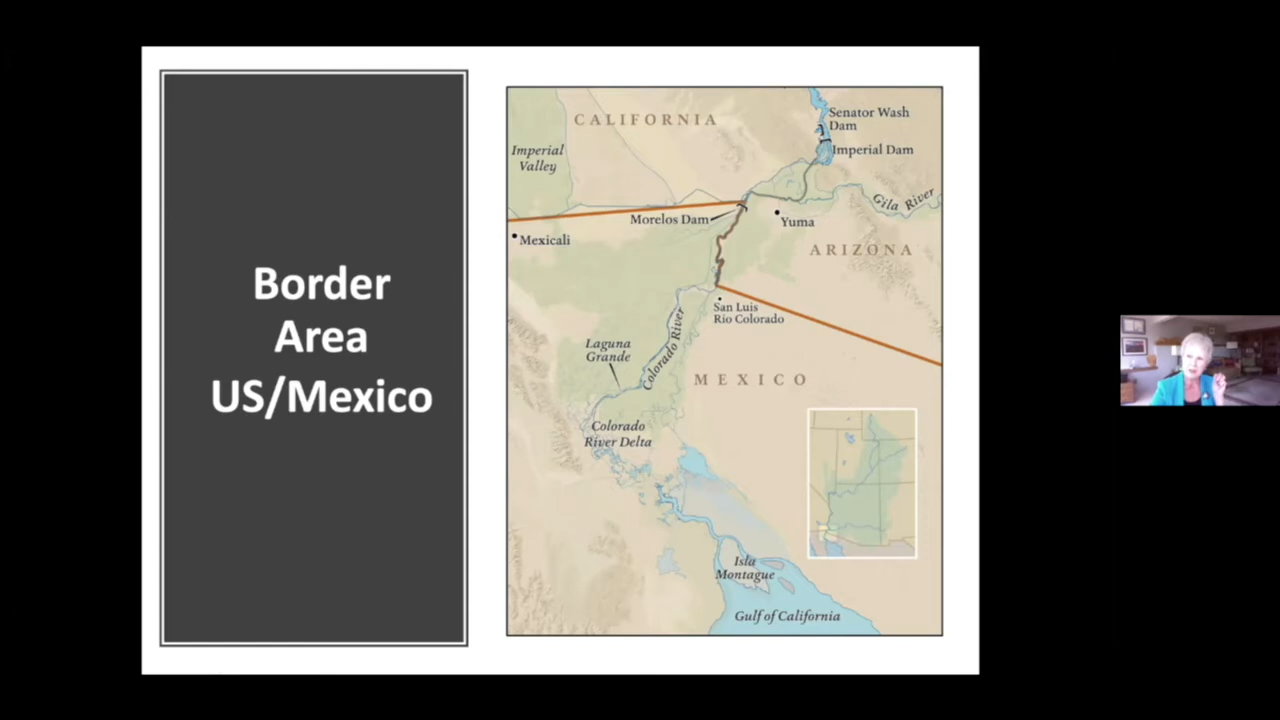 Border
Area
US/Mexico
CALIFORNIA
Senator Wash
Dam
Imperial Dam
Imperial
Valley
Gila River
Morelos Dam
Yuma
Mexicali
ARIZONA
San Luis
Rio Colorado
Colorado River
Laguna
Grande
MEXICO
Colorado
River Delta
Isla
Montague
Gulf of California